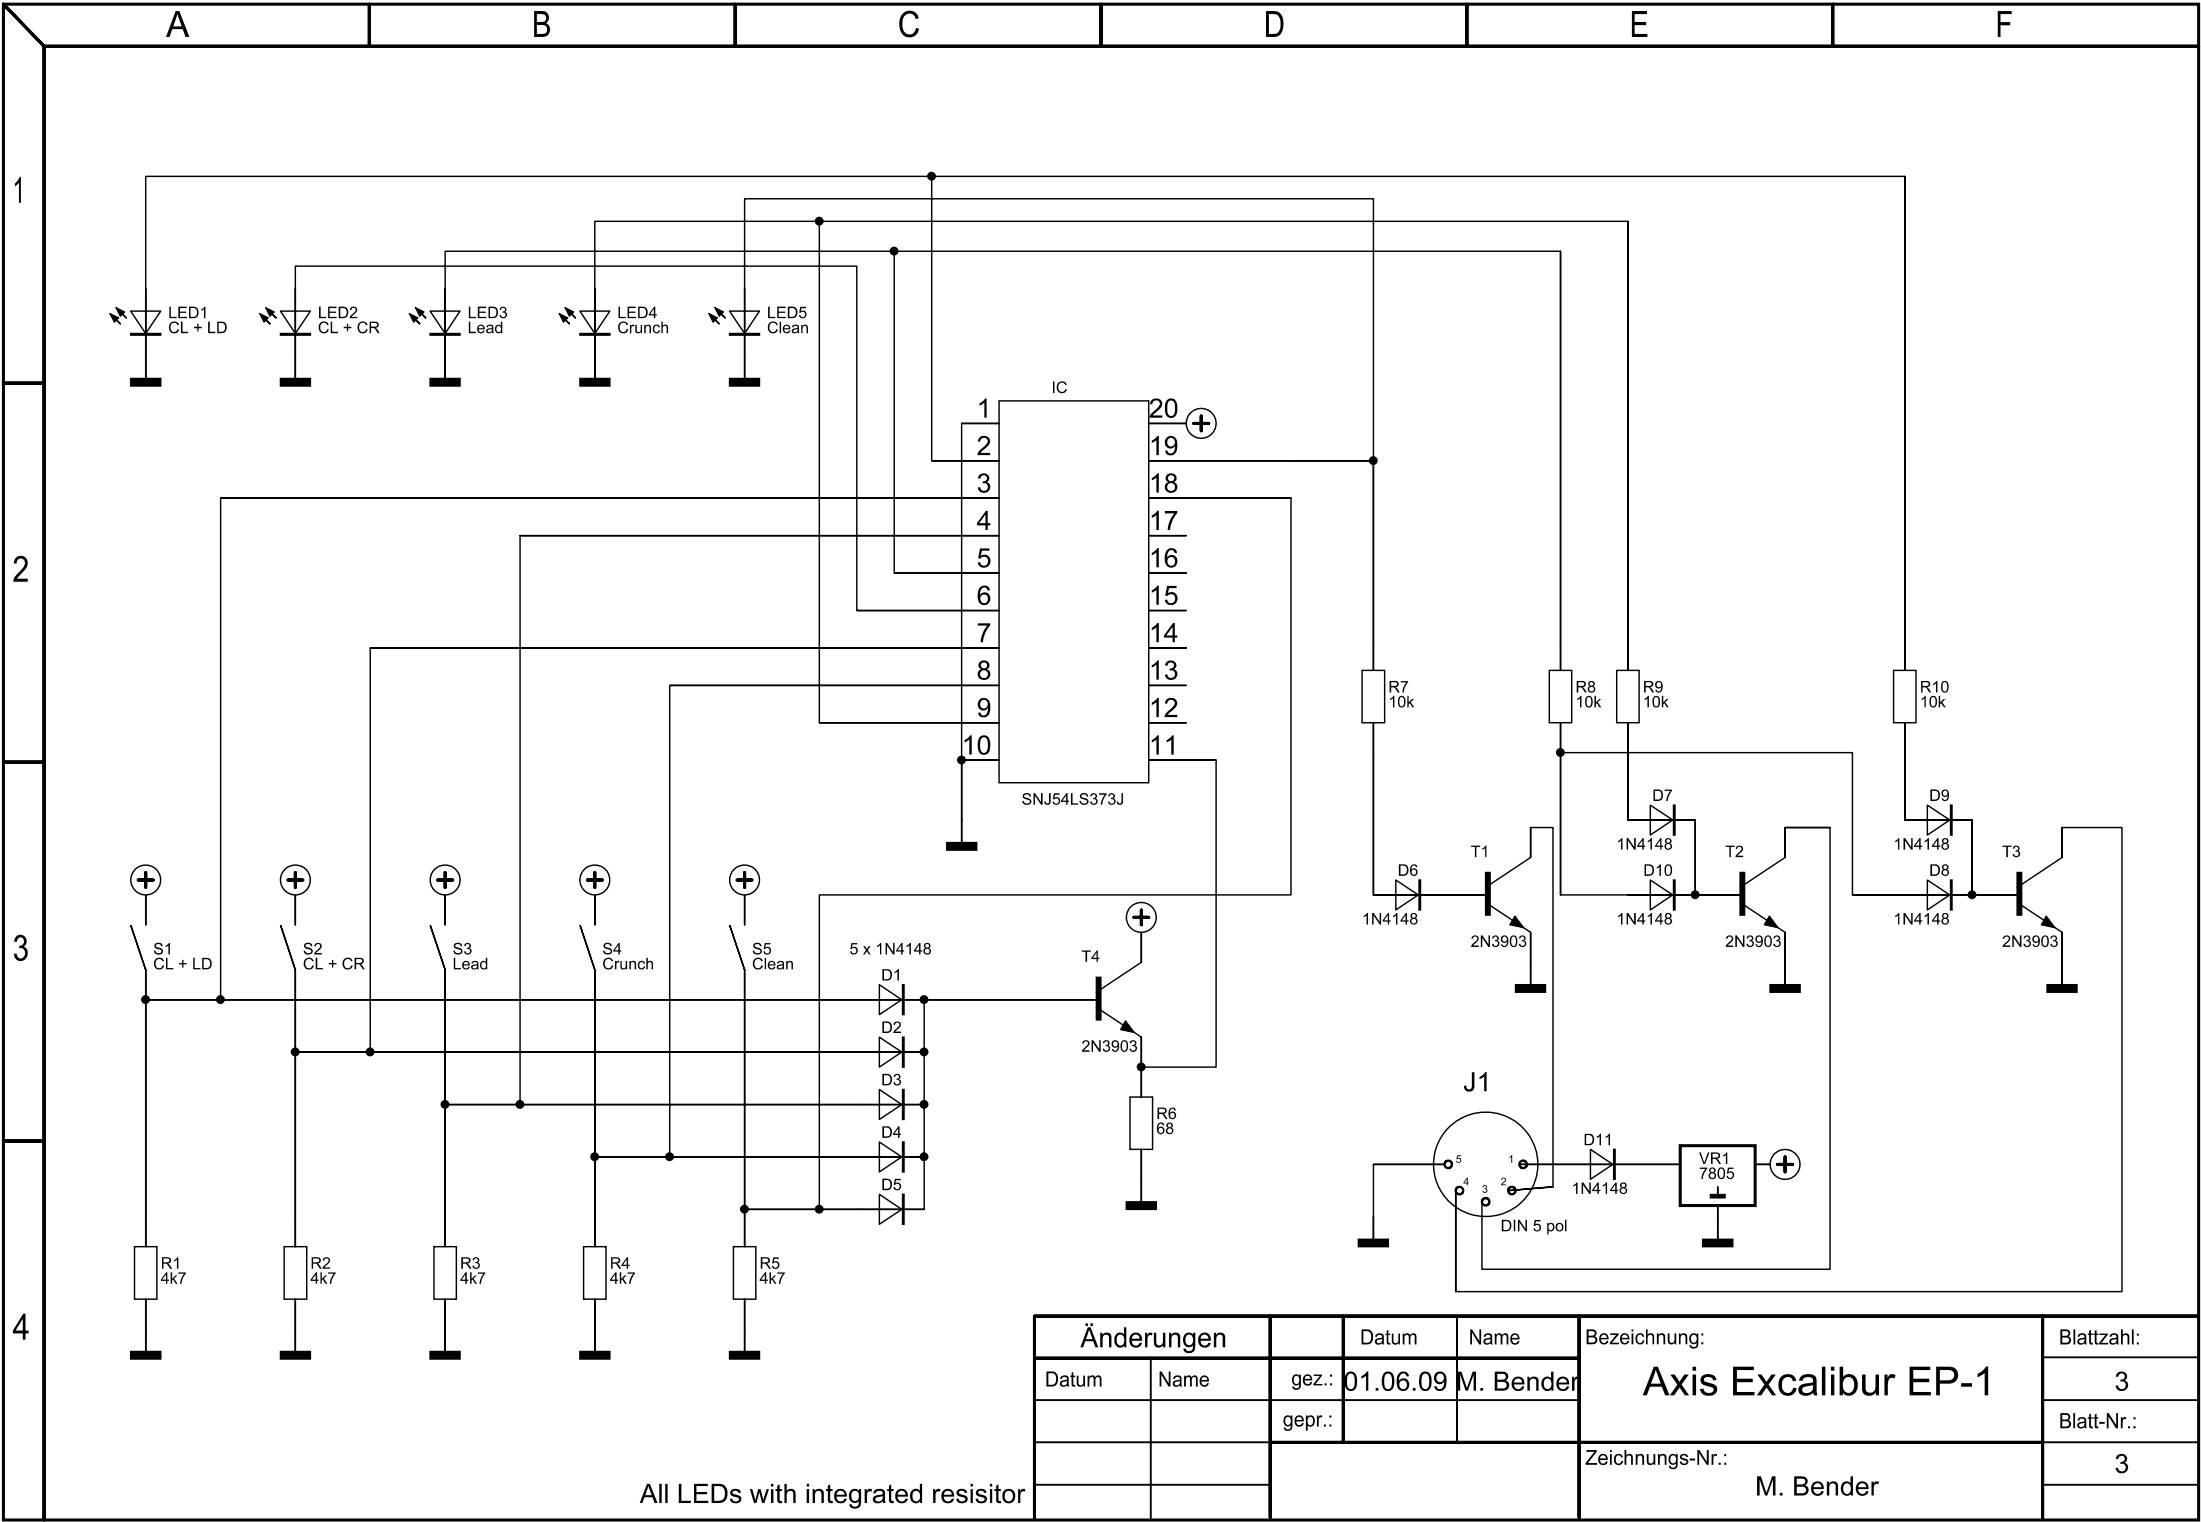 A B C D E F
1
2
3
4
LED1
CL + LD
LED2
CL + CR
LED3
Lead
LED4
Crunch
LED5
Clean
IC
1 20
2 19
3 18
4 17
5 16
6 15
7 14
8 13
9 12
10 11
SNJ54LS373J
R7
10k
R8
10k
R9
10k
R10
10k
D7
1N4148
D9
1N4148
D6
1N4148
T1
2N3903
D10
1N4148
T2
2N3903
D8
1N4148
T3
2N3903
S1
CL + LD
S2
CL + CR
S3
Lead
S4
Crunch
S5
Clean
5 x 1N4148
D1
D2
D3
D4
D5
T4
2N3903
R6
68
J1
5 1
4 3 2
DIN 5 pol
D11
1N4148
VR1
7805
R1
4k7
R2
4k7
R3
4k7
R4
4k7
R5
4k7
All LEDs with integrated resisitor
Änderungen
Datum Name
Datum Name
gez.: 01.06.09 M. Bender
gepr.:
Bezeichnung:
Axis Excalibur EP-1
Zeichnungs-Nr.:
M. Bender
Blattzahl:
3
Blatt-Nr.:
3